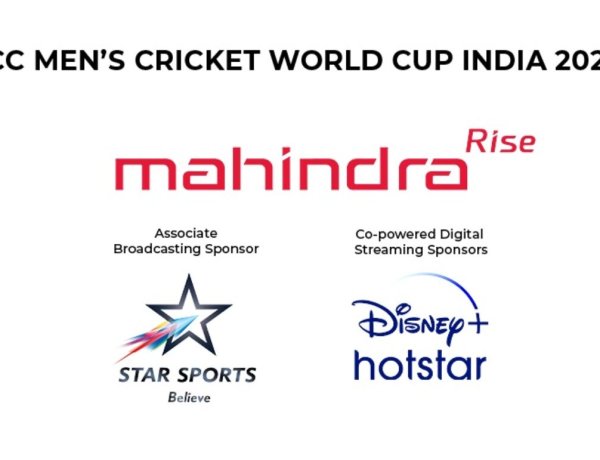 CC MEN'S CRICKET WORLD CUP INDIA 202
mahindra Rise
Associate
Broadcasting Sponsor
Co-powered Digital
Streaming Sponsors
STAR SPORTS
Believe
Disney+
hotstar